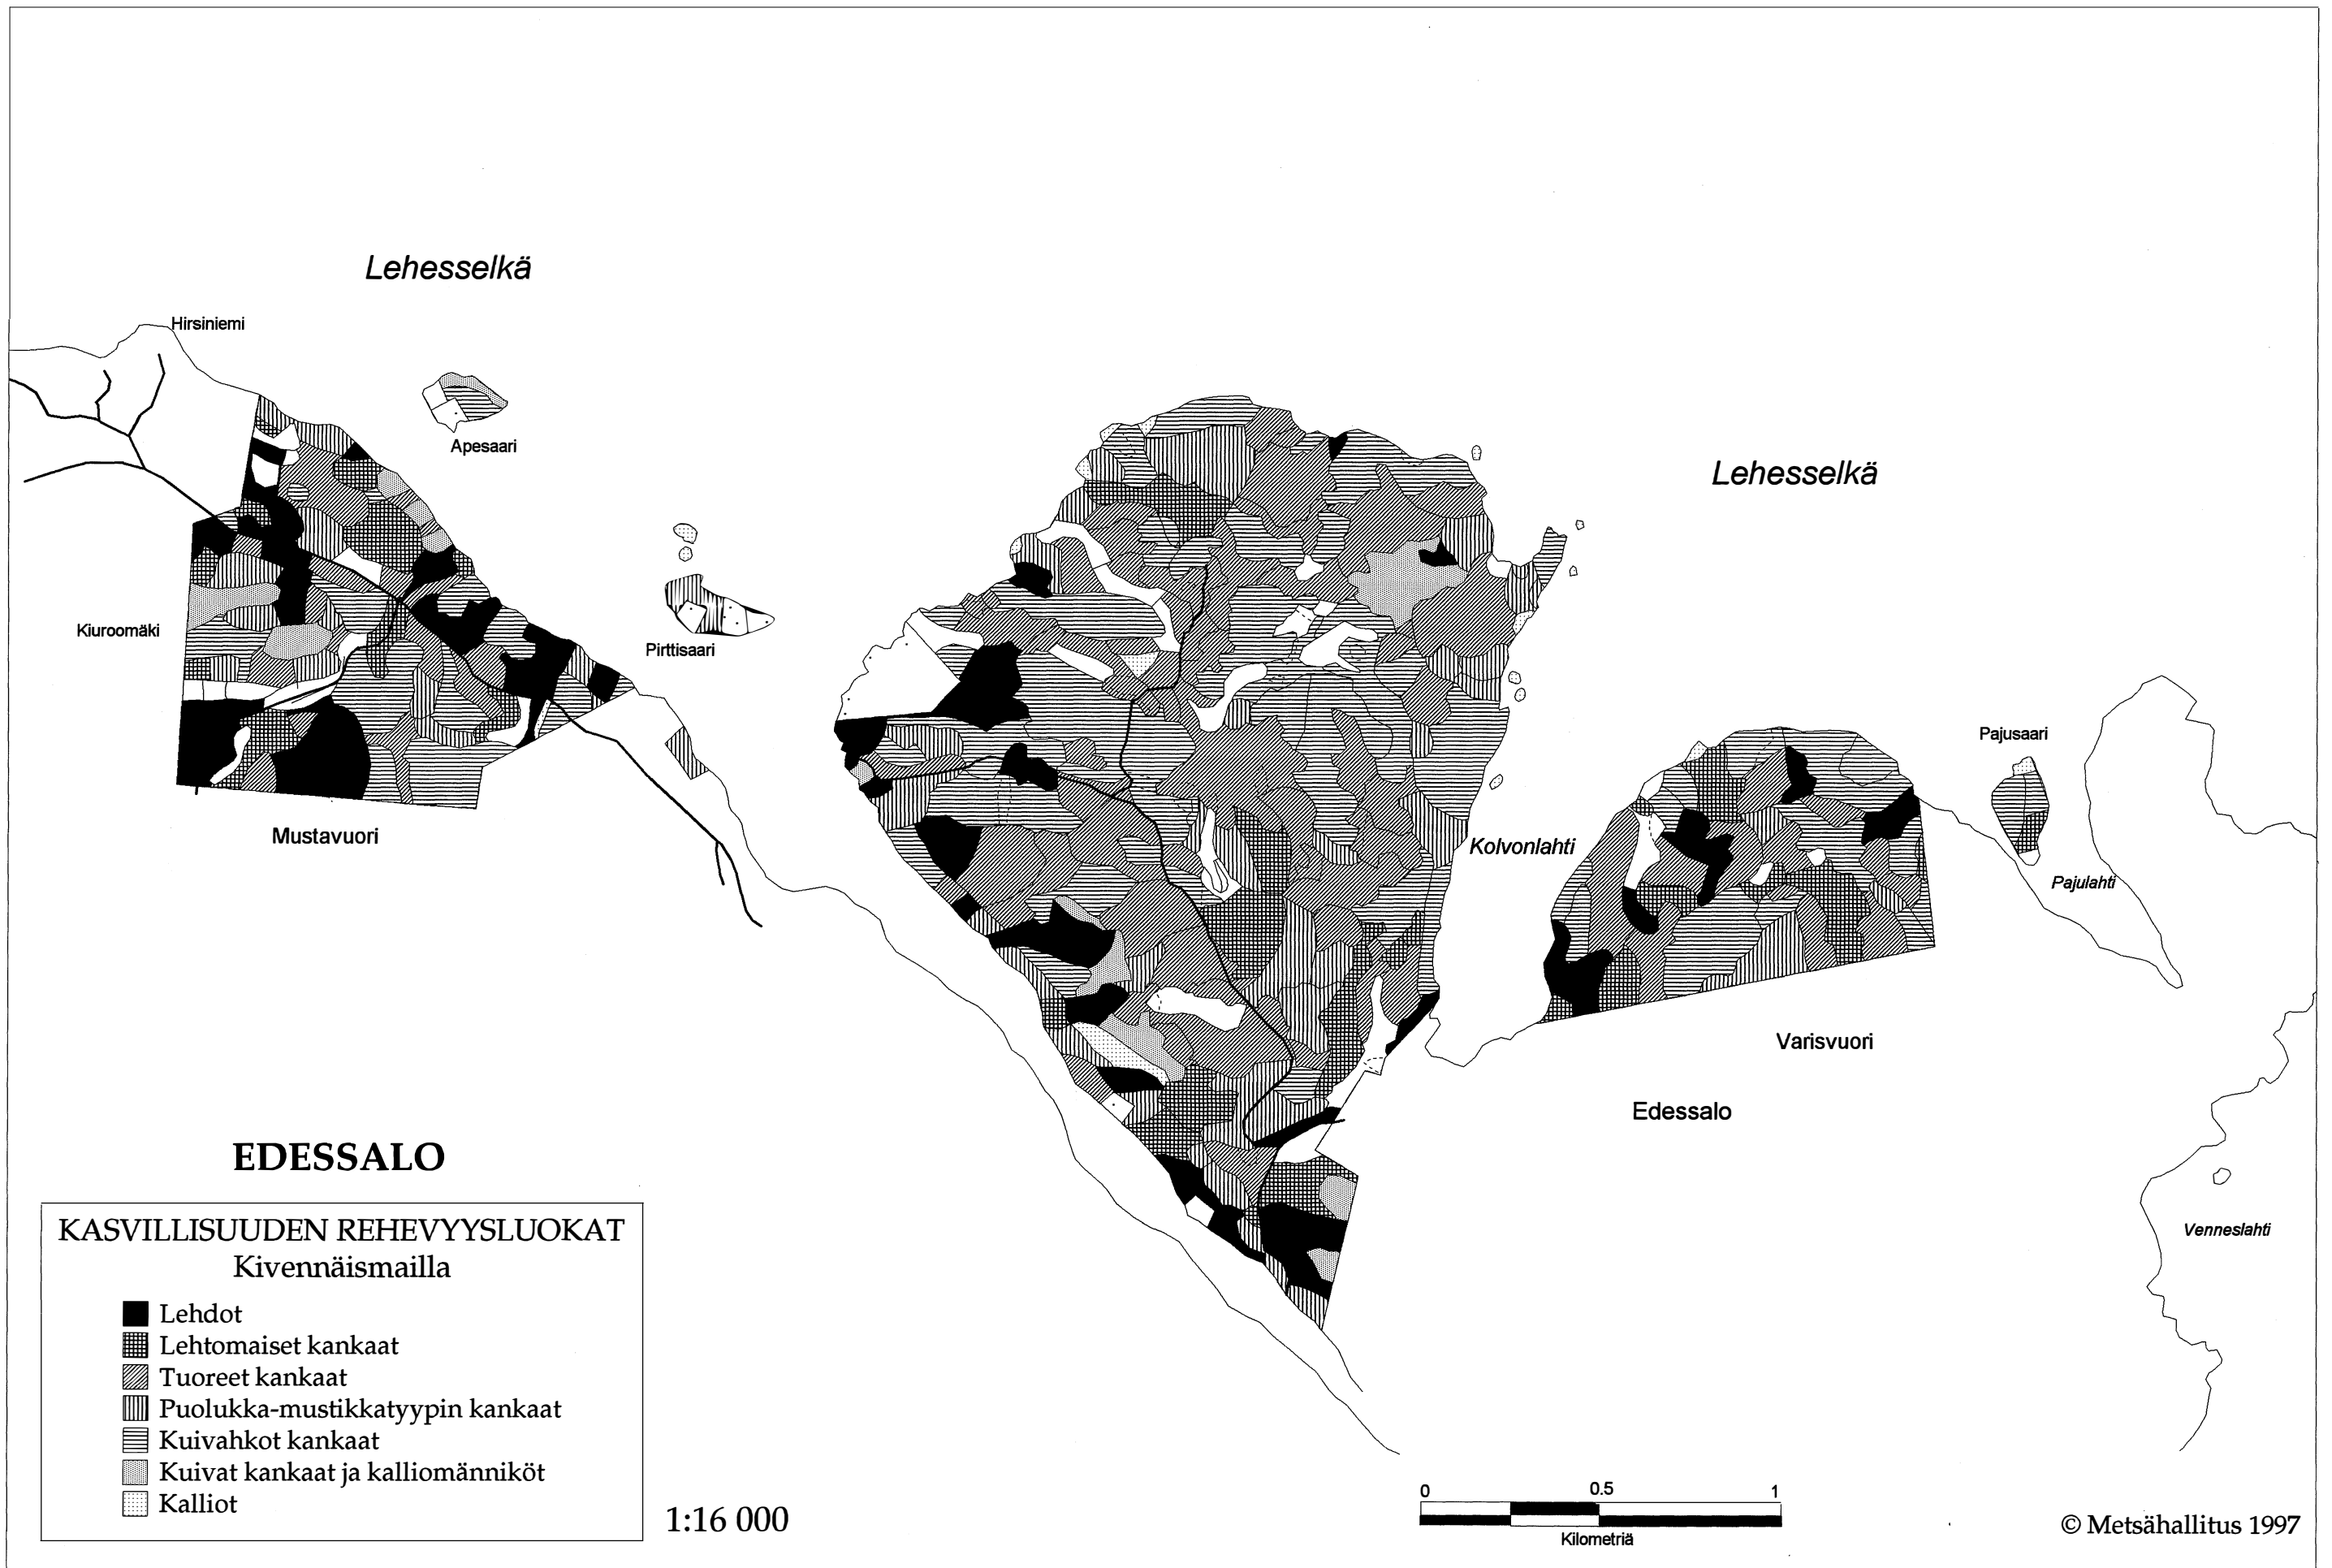 Lehesselkä
Hirsiniemi
Apesaari
Lehesselkä
Kiuroomäki
Pirttisaari
Pajusaari
Mustavuori
Kolvonlahti
Pajulahti
Varisvuori
Edessalo
EDESSALO
KASVILLISUUDEN REHEVYYSLUOKAT
Kivennäismailla
Lehdot
Lehtomaiset kankaat
Tuoreet kankaat
Puolukka-mustikkatyypin kankaat
Kuivahkot kankaat
Kuivat kankaat ja kalliomänniköt
Kalliot
Venneslahti
1:16 000
0 0.5 1
Kilometriä
© Metsähallitus 1997